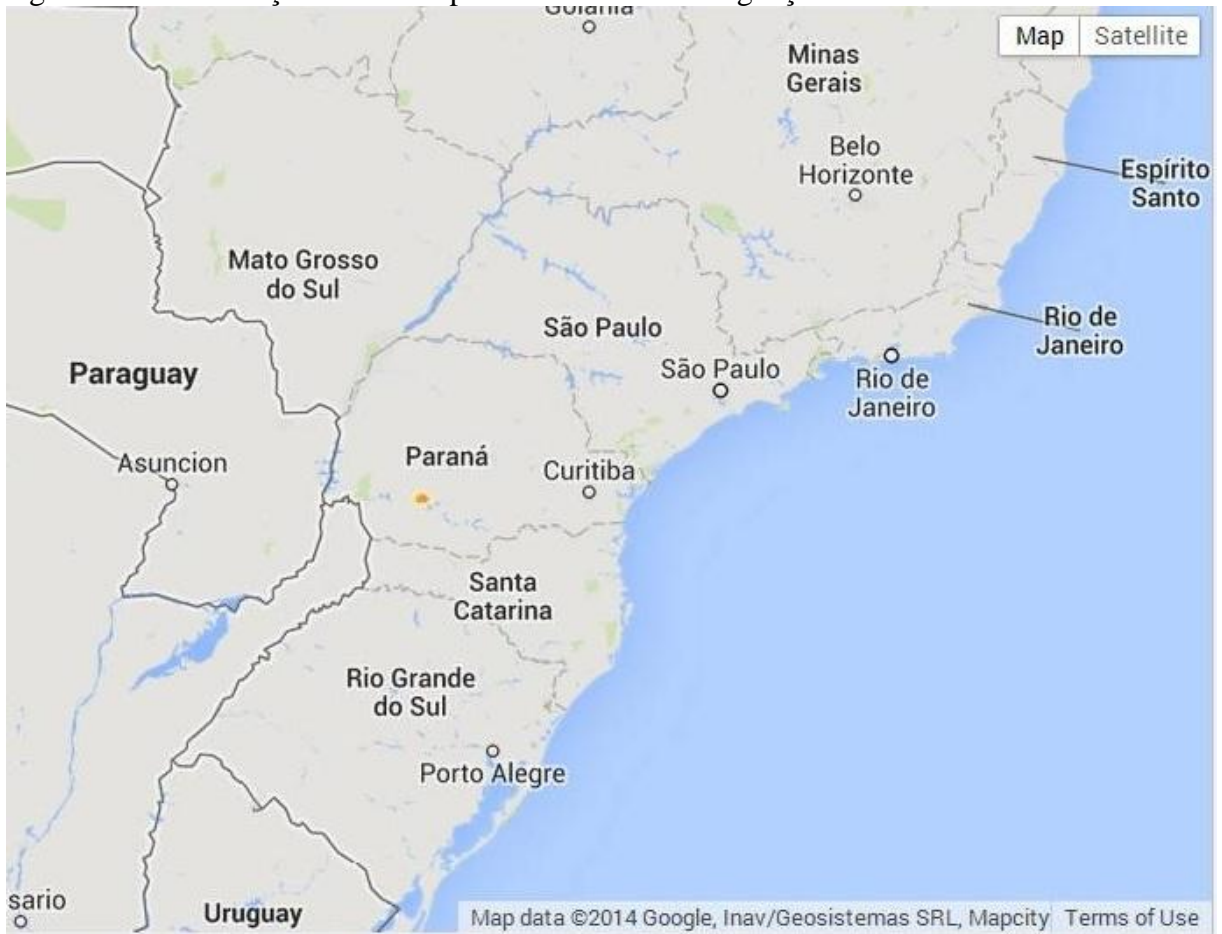 Goiânia
Map
Satellite
Minas
Gerais
Belo
Horizonte
Espírito
Santo
Mato Grosso
do Sul
São Paulo
Rio de
Janeiro
Paraguay
São Paulo
Rio de
Janeiro
Asuncion
Paraná
Curitiba
Santa
Catarina
Rio Grande
do Sul
Porto Alegre
sario
Uruguay
Map data ©2014 Google, Inav/Geosistemas SRL, Mapcity
Terms of Use